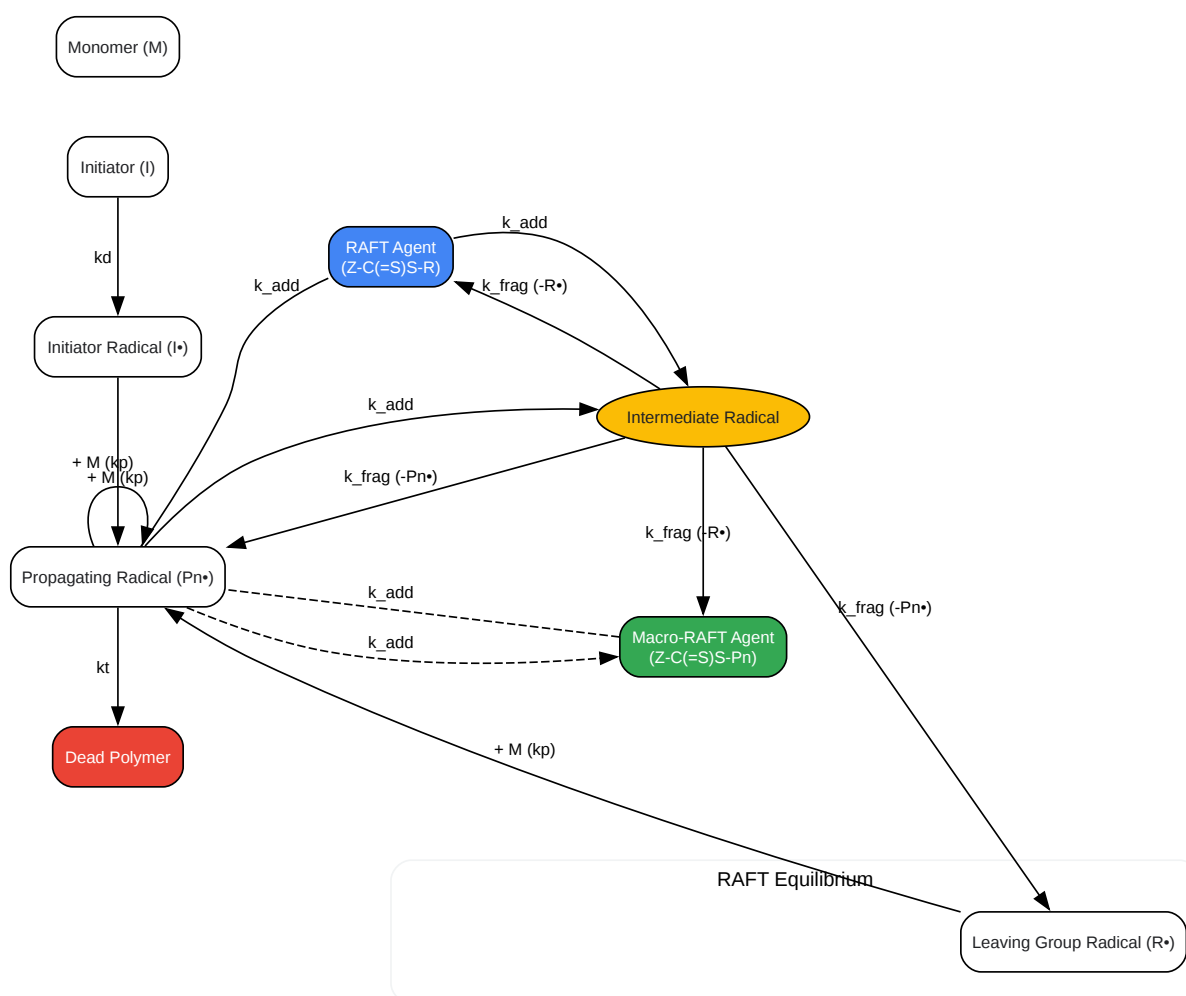 Monomer (M)
Initiator (I)
k_add
RAFT Agent
(Z-C(=S)S-R)
kd
k_add
k_frag (-R•)
Initiator Radical (I•)
k_add
Intermediate Radical
+ M (kp)
+ M (kp)
k_frag (-Pn•)
k_frag (-R•)
Propagating Radical (Pn•)
k_add
k_frag (-Pn•)
k_add
Macro-RAFT Agent
(Z-C(=S)S-Pn)
kt
Dead Polymer
+ M (kp)
RAFT Equilibrium
Leaving Group Radical (R•)